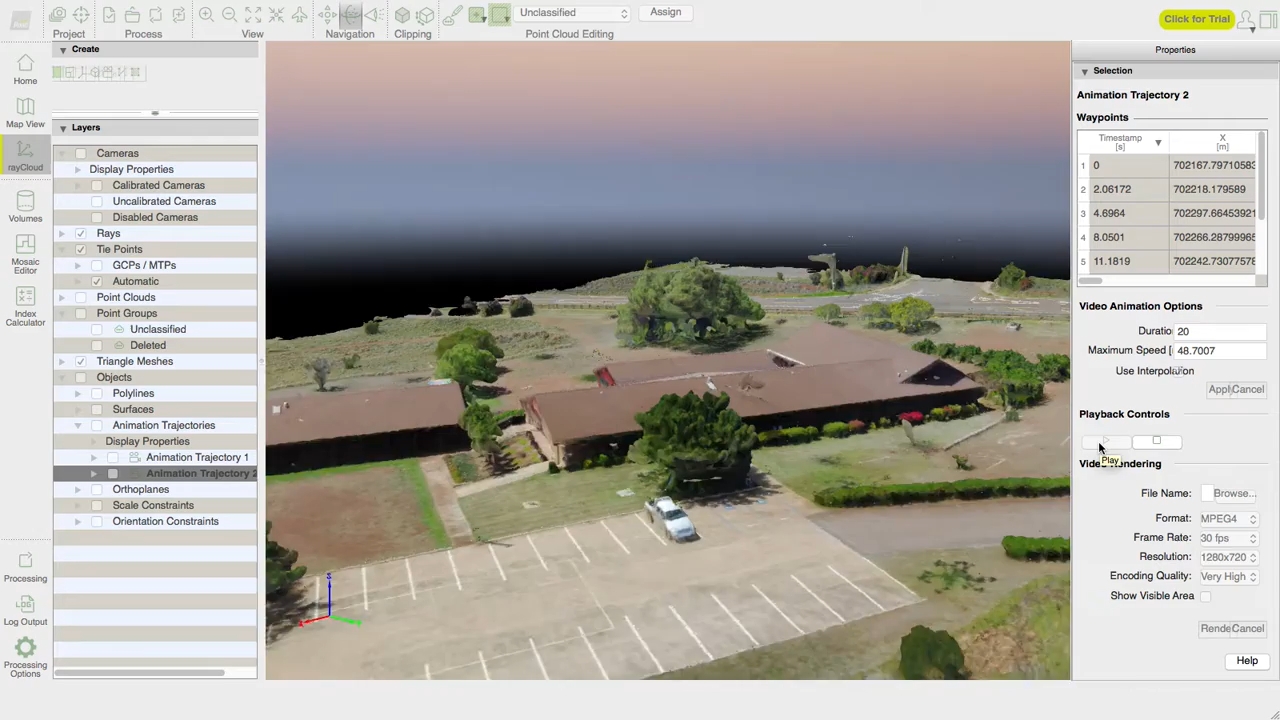 Project
Process
View
Navigation
Clipping
Unclassified
Assign
Point Cloud Editing
Click for Trial
Home
Map View
rayCloud
Volumes
Mosaic
Editor
Index
Calculator
Processing
LOG
Log Output
Processing
Options
Create
Layers
Cameras
Display Properties
Calibrated Cameras
Uncalibrated Cameras
Disabled Cameras
Rays
Tie Points
GCPs / MTPs
Automatic
Point Clouds
Point Groups
Unclassified
Deleted
Triangle Meshes
Objects
Polylines
Surfaces
Animation Trajectories
Display Properties
Animation Trajectory 1
Animation Trajectory 2
Orthoplanes
Scale Constraints
Orientation Constraints
Properties
Selection
Animation Trajectory 2
Waypoints
Timestamp [s] X [m]
1 0 702167.79710583
2 2.06172 702218.179589
3 4.6964 702297.66453921
4 8.0501 702266.28799965
5 11.1819 702242.73077578
Video Animation Options
Duratio 20
Maximum Speed [ 48.7007
Use Interpolation
Apply Cancel
Playback Controls
Play
Video Rendering
File Name: Browse...
Format: MPEG4
Frame Rate: 30 fps
Resolution: 1280x720
Encoding Quality: Very High
Show Visible Area
Rende Cancel
Help